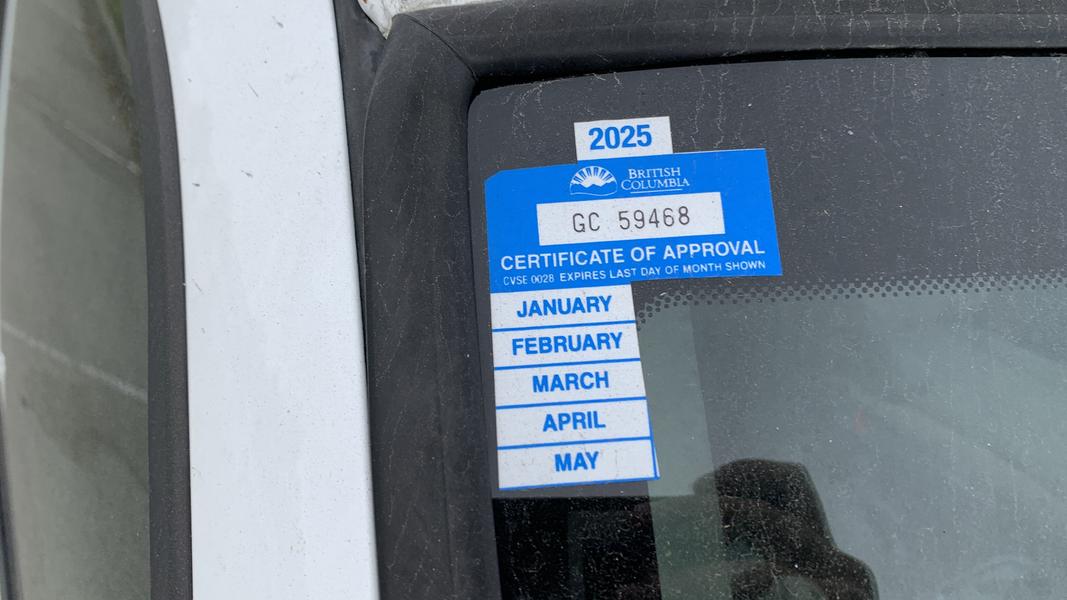 2025
BRITISH
COLUMBIA
GC 59468
CERTIFICATE OF APPROVAL
CVSE 0028 EXPIRES LAST DAY OF MONTH SHOWN
JANUARY
FEBRUARY
MARCH
APRIL
MAY